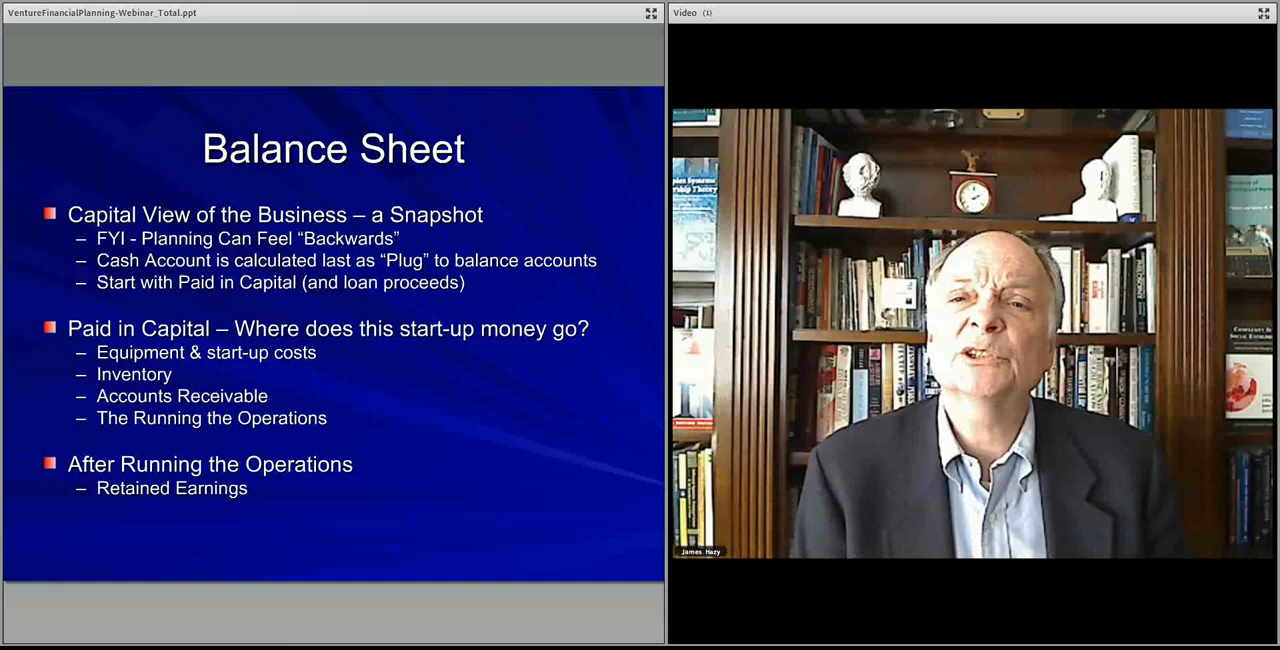 VentureFinancialPlanning-Webinar_Total.ppt
Balance Sheet
Capital View of the Business – a Snapshot
– FYI - Planning Can Feel “Backwards”
– Cash Account is calculated last as “Plug” to balance accounts
– Start with Paid in Capital (and loan proceeds)
Paid in Capital – Where does this start-up money go?
– Equipment & start-up costs
– Inventory
– Accounts Receivable
– The Running the Operations
After Running the Operations
– Retained Earnings
Video (1)
James Hazy